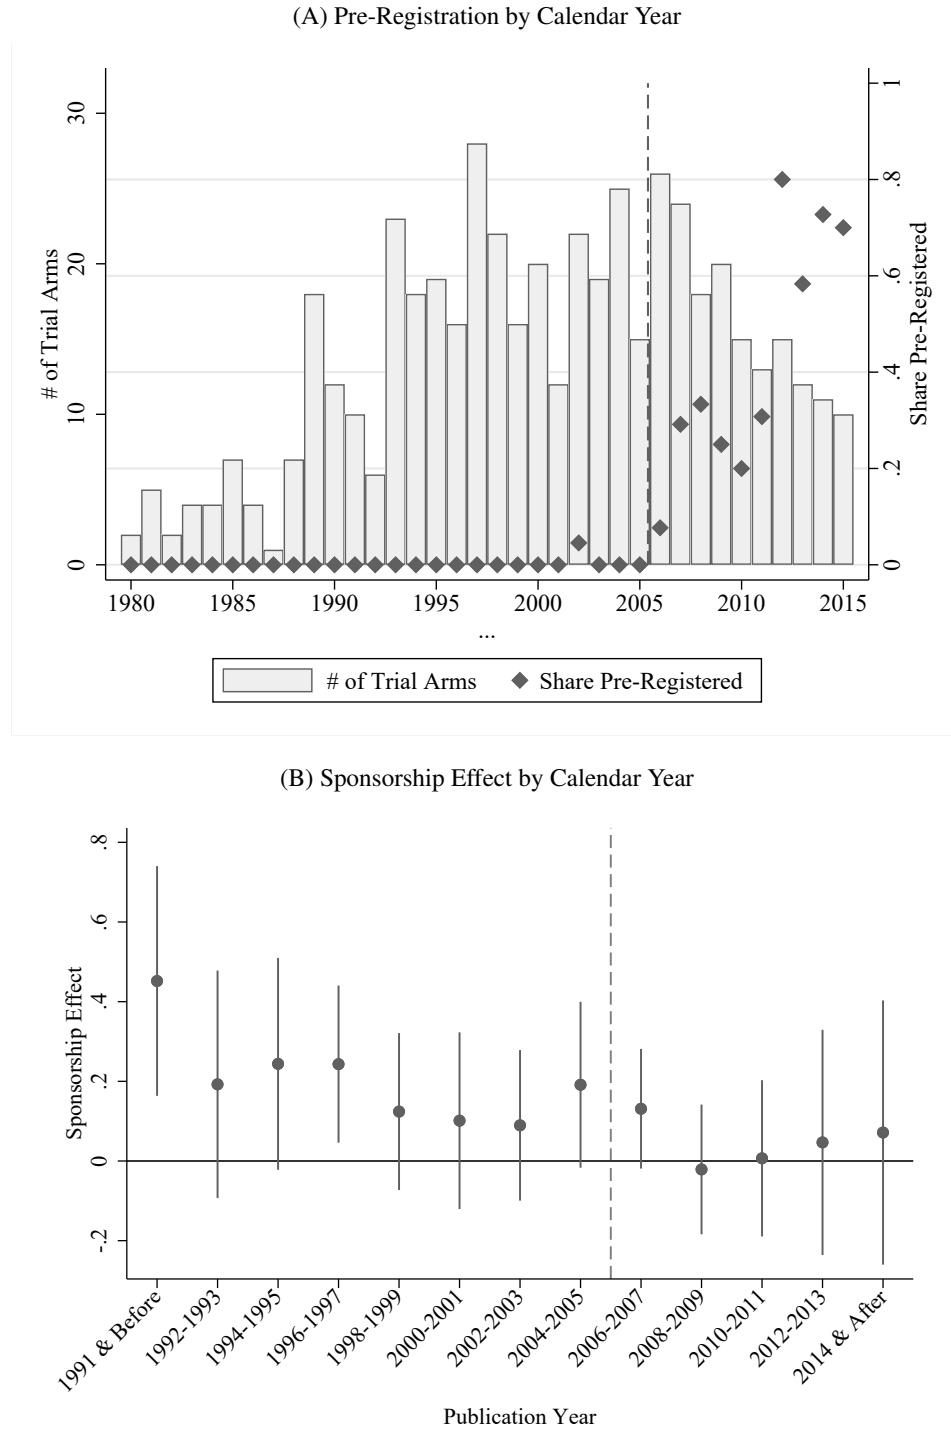 (A) Pre-Registration by Calendar Year
30
20
10
0
# of Trial Arms
1
.8
.6
.4
.2
0
Share Pre-Registered
1980 1985 1990 1995 2000 2005 2010 2015
...
# of Trial Arms Share Pre-Registered
(B) Sponsorship Effect by Calendar Year
.8
.6
.4
.2
0
-.2
Sponsorship Effect
1991 & Before 1992-1993 1994-1995 1996-1997 1998-1999 2000-2001 2002-2003 2004-2005 2006-2007 2008-2009 2010-2011 2012-2013 2014 & After
Publication Year